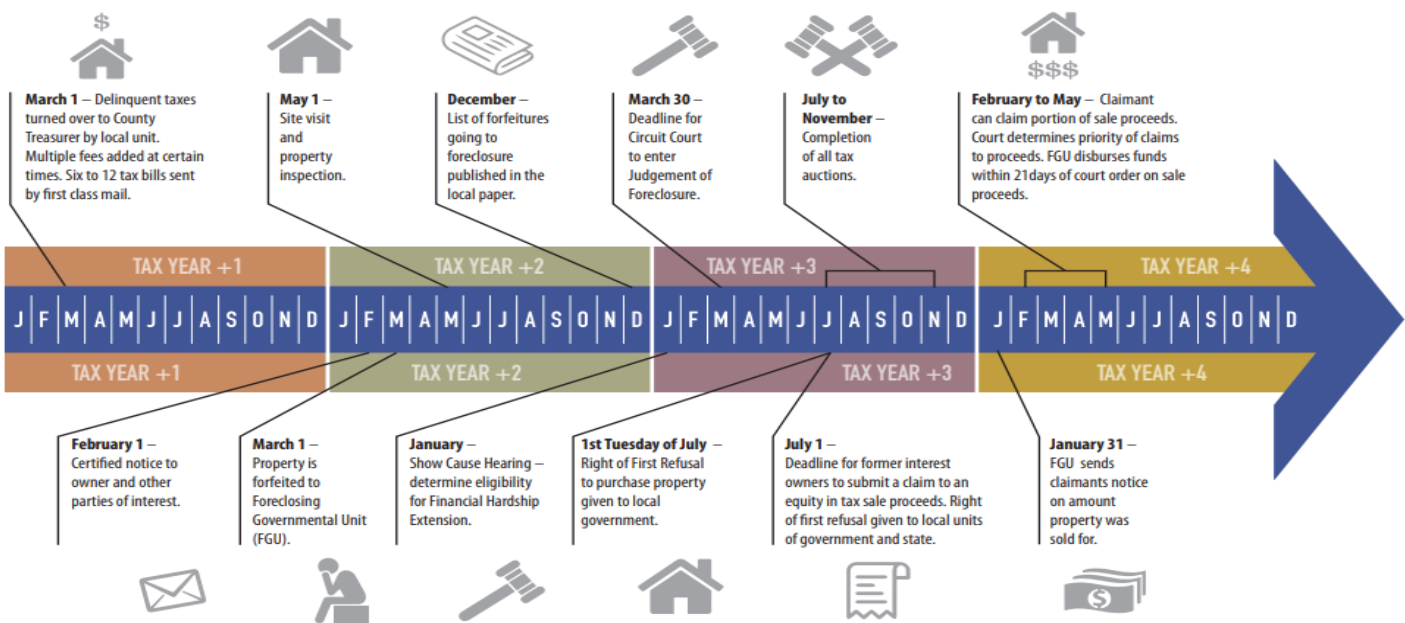 $
$$$
March 1 – Delinquent taxes
turned over to County
Treasurer by local unit.
Multiple fees added at certain
times. Six to 12 tax bills sent
by first class mail.
May 1 –
Site visit
and
property
inspection.
December –
List of forfeitures
going to
foreclosure
published in the
local paper.
March 30 –
Deadline for
Circuit Court
to enter
Judgement of
Foreclosure.
July to
November –
Completion
of all tax
auctions.
February to May – Claimant
can claim portion of sale proceeds.
Court determines priority of claims
to proceeds. FGU disburses funds
within 21days of court order on sale
proceeds.
TAX YEAR +1
TAX YEAR +2
TAX YEAR +3
TAX YEAR +4
J F M A M J J A S O N D J F M A M J J A S O N D J F M A M J J A S O N D J F M A M J J A S O N D
TAX YEAR +1
TAX YEAR +2
TAX YEAR +3
TAX YEAR +4
February 1 –
Certified notice to
owner and other
parties of interest.
March 1 –
Property is
forfeited to
Foreclosing
Governmental Unit
(FGU).
January –
Show Cause Hearing –
determine eligibility
for Financial Hardship
Extension.
1st Tuesday of July –
Right of First Refusal
to purchase property
given to local
government.
July 1 –
Deadline for former interest
owners to submit a claim to an
equity in tax sale proceeds. Right
of first refusal given to local units
of government and state.
January 31 –
FGU sends
claimants notice
on amount
property was
sold for.
$